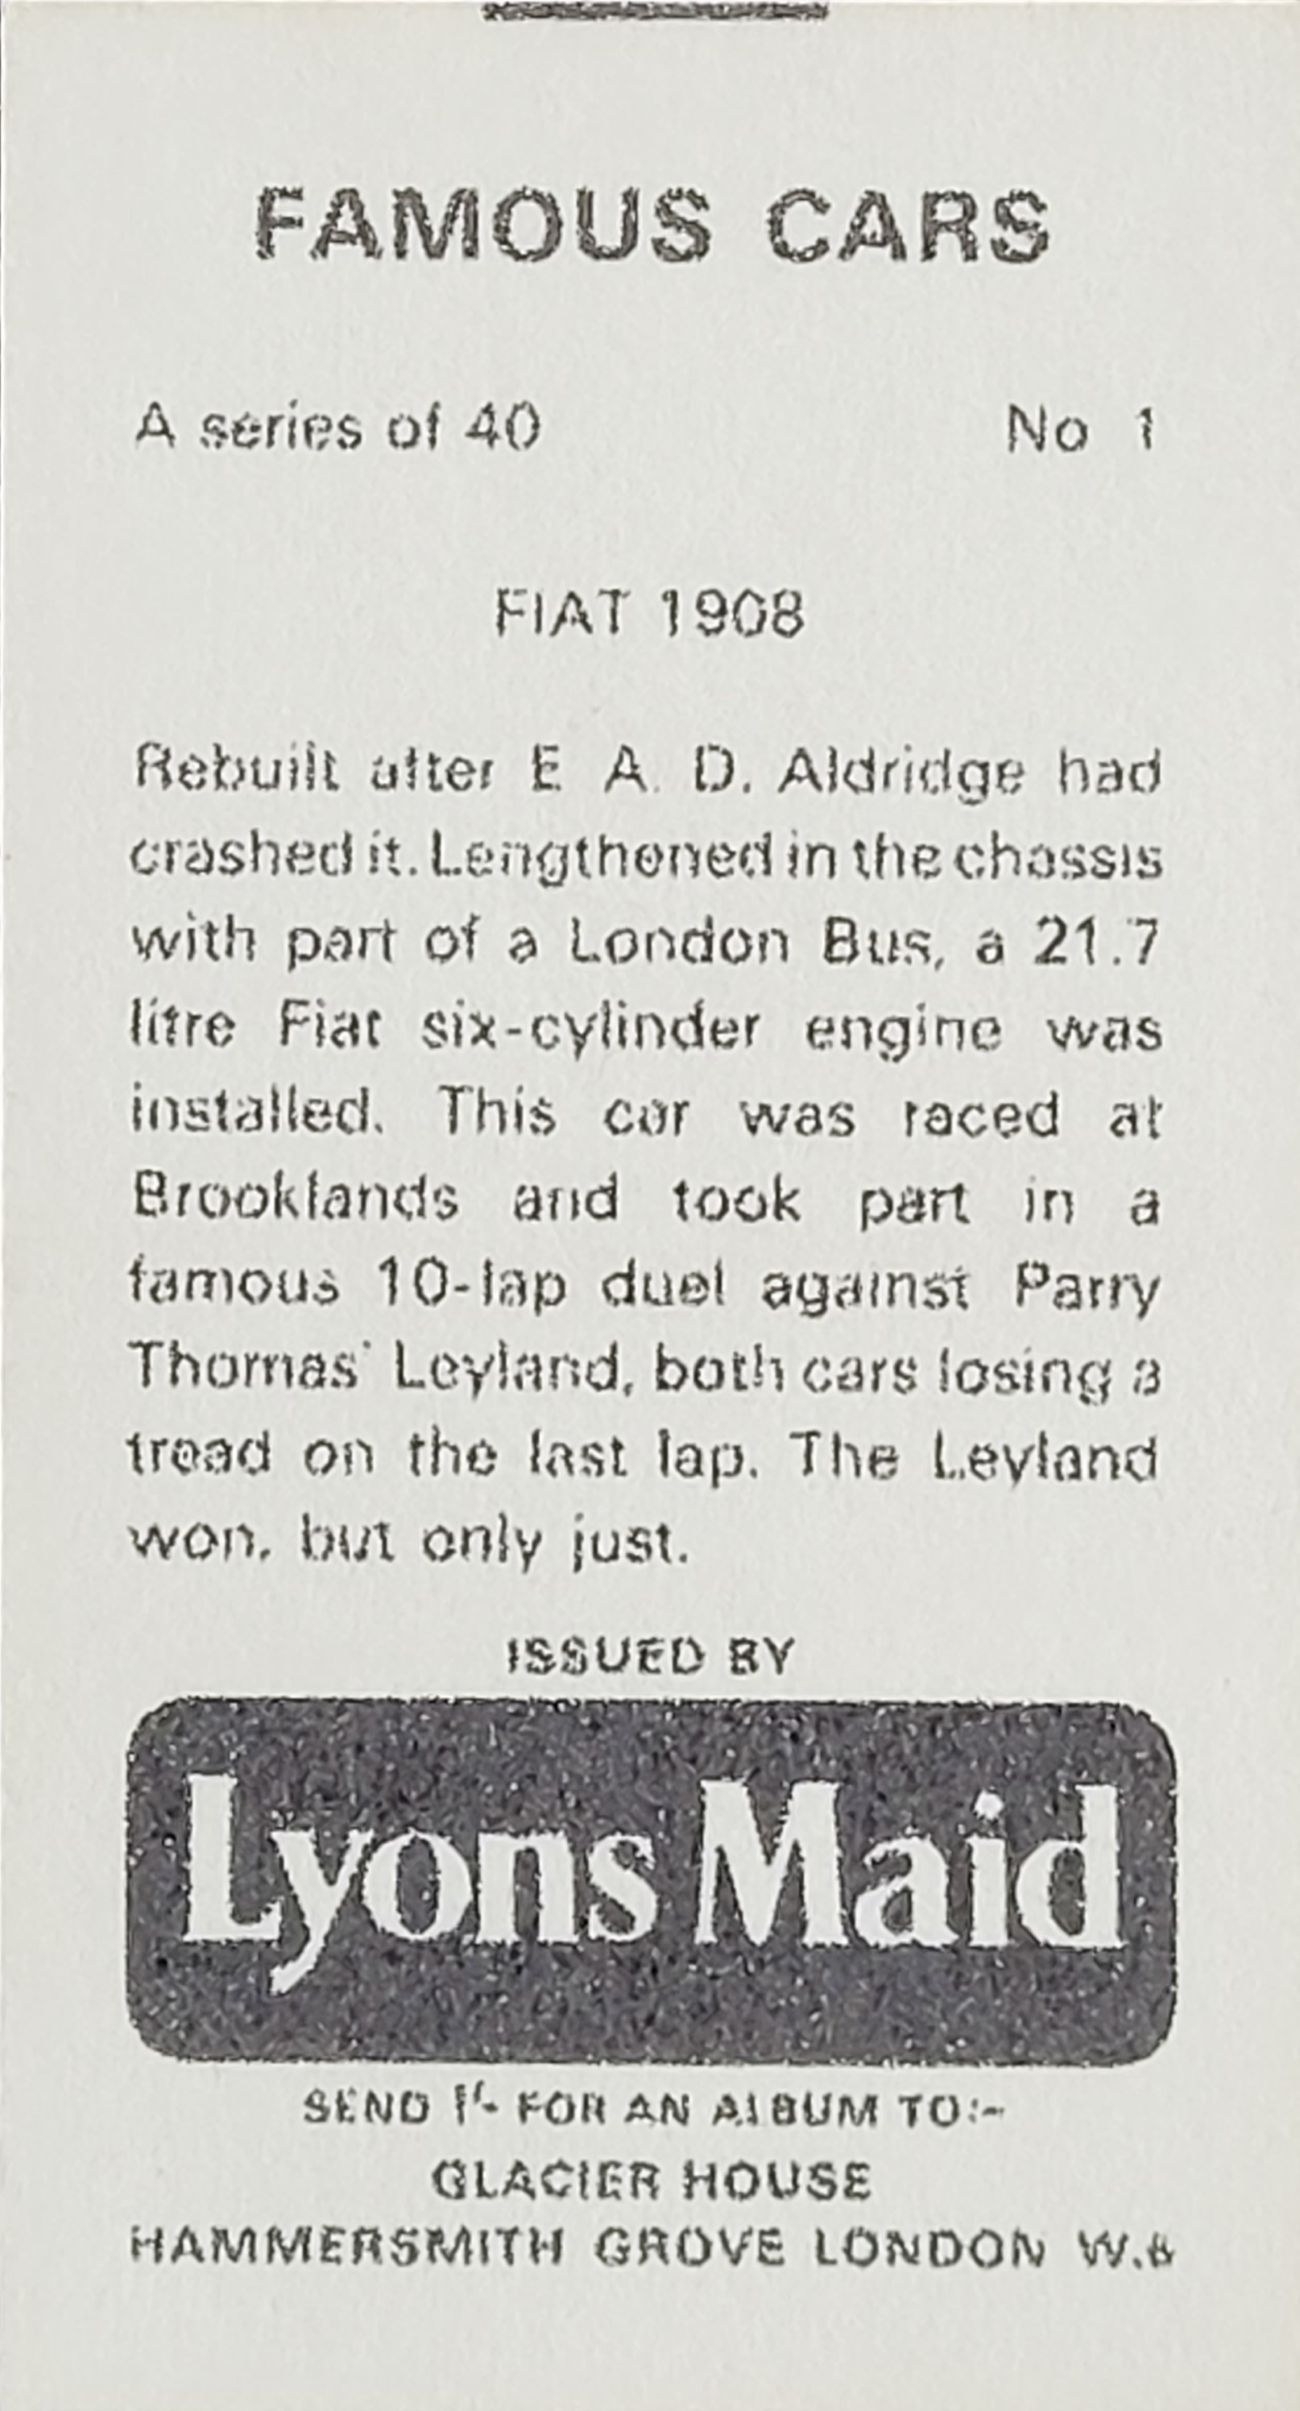 FAMOUS CARS
A series of 40 No 1
FIAT 1908
Rebuilt after E. A. D. Aldridge had
crashed it. Lengthened in the chassis
with part of a London Bus, a 21.7
litre Fiat six-cylinder engine was
installed. This car was raced at
Brooklands and took part in a
famous 10-lap duel against Parry
Thomas' Leyland, both cars losing a
tread on the last lap. The Leyland
won, but only just.
ISSUED BY
Lyons Maid
SEND 1/- FOR AN ALBUM TO:-
GLACIER HOUSE
HAMMERSMITH GROVE LONDON W.6